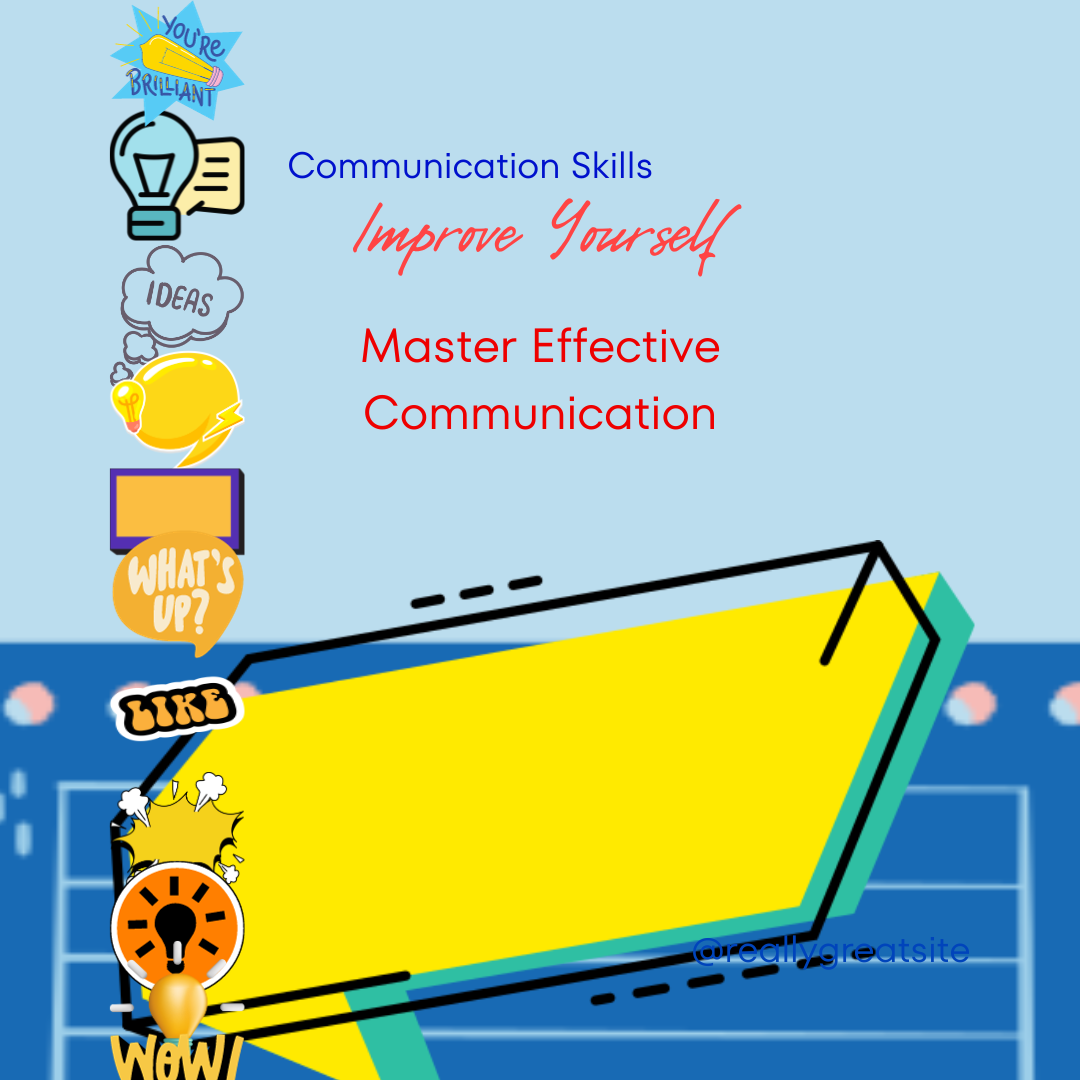 YOU'RE
BRILLIANT
Communication Skills
Improve Yourself
IDEAS
Master Effective
Communication
WHAT'S
UP?
LIKE
@reallygreatsite
WOW!